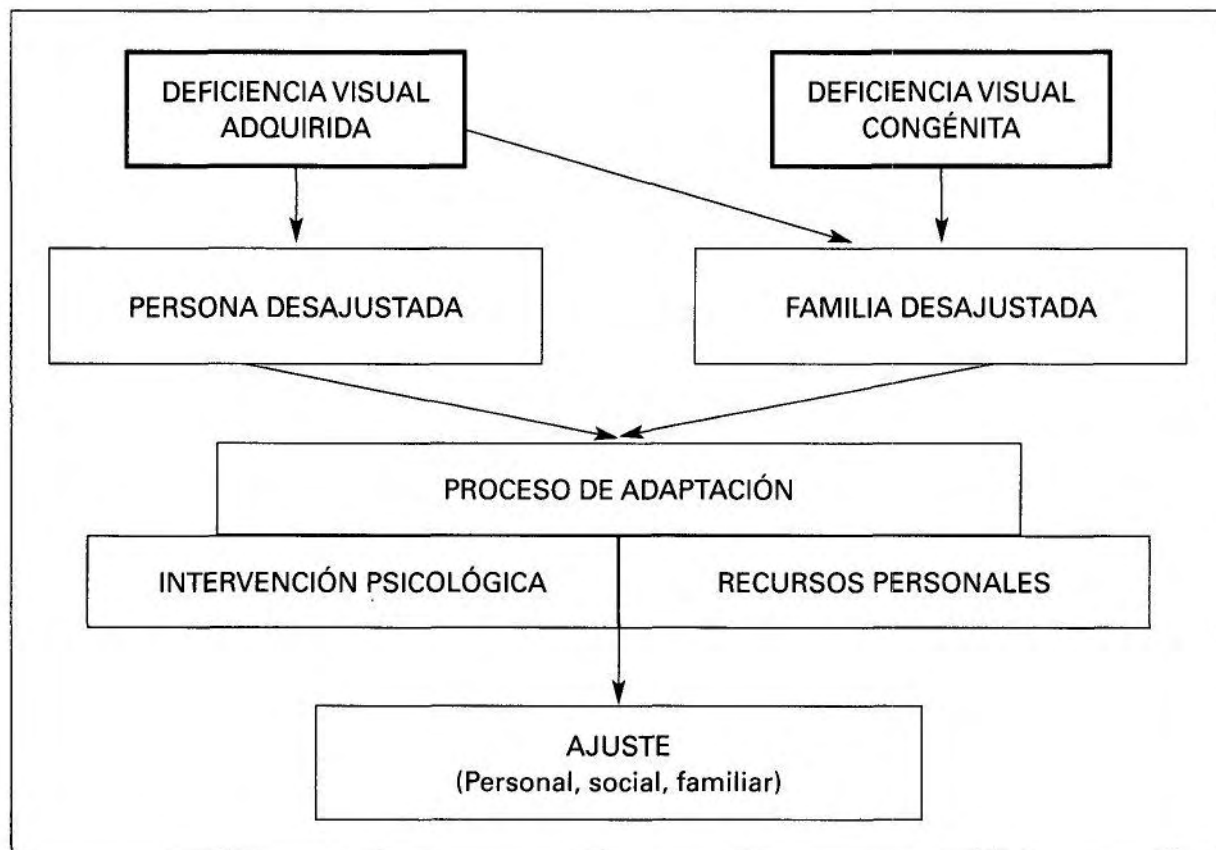 DEFICIENCIA VISUAL
ADQUIRIDA
DEFICIENCIA VISUAL
CONGÉNITA
PERSONA DESAJUSTADA
FAMILIA DESAJUSTADA
PROCESO DE ADAPTACIÓN
INTERVENCIÓN PSICOLÓGICA
RECURSOS PERSONALES
AJUSTE
(Personal, social, familiar)